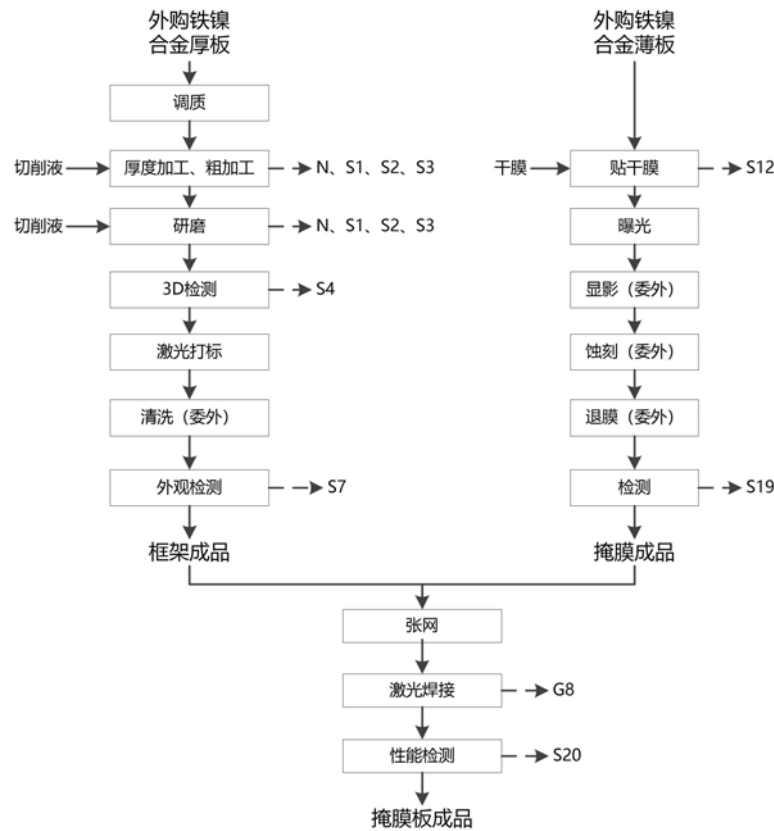 外购铁镍
合金厚板
调质
切削液
厚度加工、粗加工
N、S1、S2、S3
切削液
研磨
N、S1、S2、S3
3D检测
S4
激光打标
清洗（委外）
外观检测
S7
框架成品
外购铁镍
合金薄板
干膜
贴干膜
S12
曝光
显影（委外）
蚀刻（委外）
退膜（委外）
检测
S19
掩膜成品
张网
激光焊接
G8
性能检测
S20
掩膜板成品